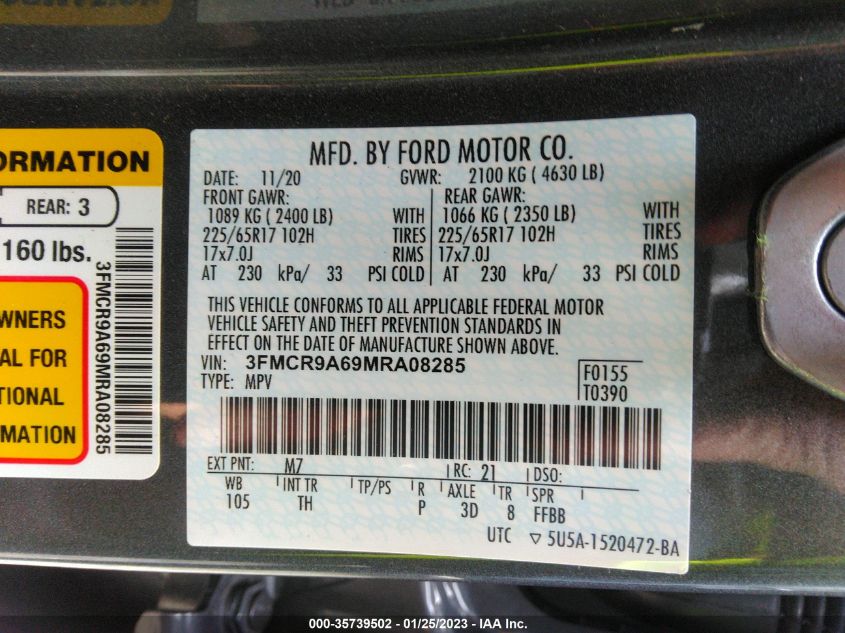 ORMATION
REAR: 3
160 lbs.
WNERS
AL FOR
TIONAL
RMATION
3FMCR9A69MRA08285
MFD. BY FORD MOTOR CO.
DATE: 11/20 GVWR: 2100 KG ( 4630 LB)
FRONT GAWR: REAR GAWR:
1089 KG ( 2400 LB) WITH 1066 KG ( 2350 LB) WITH
225/65R17 102H TIRES 225/65R17 102H TIRES
17x7.0J RIMS 17x7.0J RIMS
AT 230 kPa/ 33 PSI COLD AT 230 kPa/ 33 PSI COLD
THIS VEHICLE CONFORMS TO ALL APPLICABLE FEDERAL MOTOR
VEHICLE SAFETY AND THEFT PREVENTION STANDARDS IN
EFFECT ON THE DATE OF MANUFACTURE SHOWN ABOVE.
VIN: 3FMCR9A69MRA08285
TYPE: MPV
F0155
T0390
EXT PNT: M7 RC: 21 DSO:
WB INT TR TP/PS R AXLE TR SPR
105 TH P 3D 8 FFBB
UTC ▽ 5U5A-1520472-BA
000-35739502 - 01/25/2023 - IAA Inc.